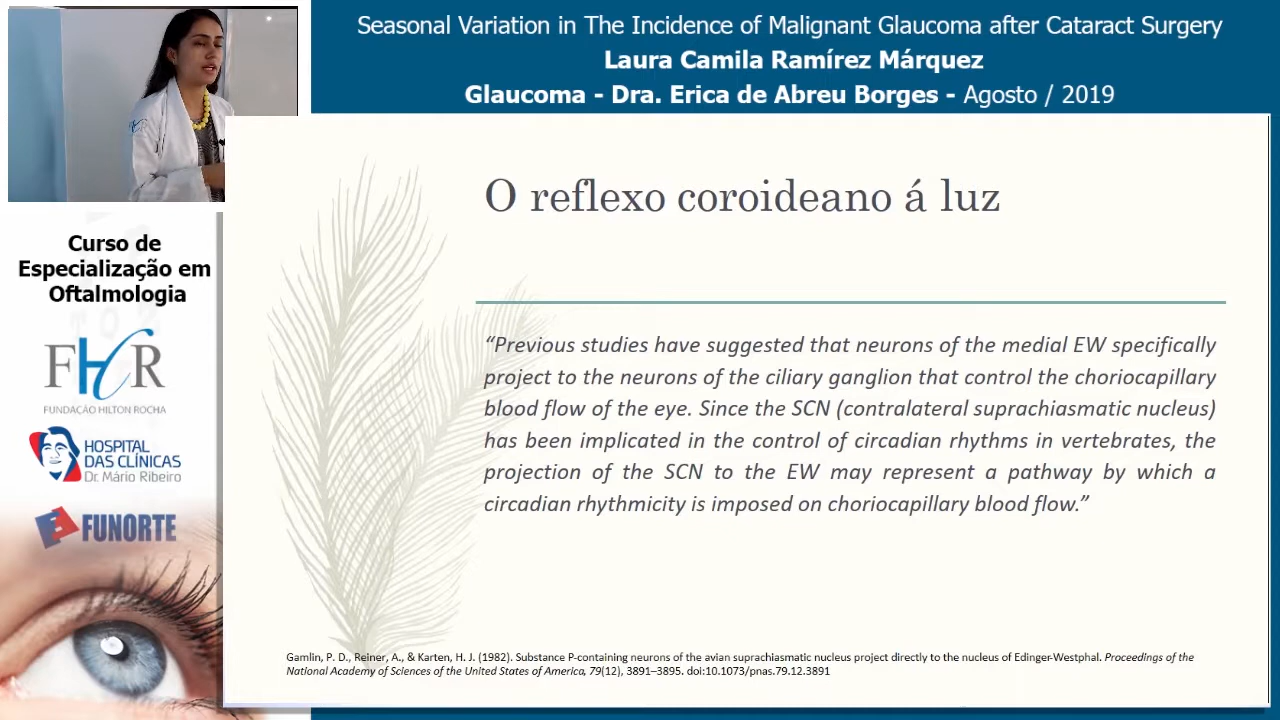 Seasonal Variation in The Incidence of Malignant Glaucoma after Cataract Surgery
Laura Camila Ramírez Márquez
Glaucoma - Dra. Erica de Abreu Borges - Agosto / 2019
Curso de
Especialização em
Oftalmologia
FHR
FUNDAÇÃO HILTON ROCHA
HOSPITAL
DAS CLÍNICAS
Dr. Mário Ribeiro
FUNORTE
O reflexo coroideano á luz
“Previous studies have suggested that neurons of the medial EW specifically
project to the neurons of the ciliary ganglion that control the choriocapillary
blood flow of the eye. Since the SCN (contralateral suprachiasmatic nucleus)
has been implicated in the control of circadian rhythms in vertebrates, the
projection of the SCN to the EW may represent a pathway by which a
circadian rhythmicity is imposed on choriocapillary blood flow.”
Gamlin, P. D., Reiner, A., & Karten, H. J. (1982). Substance P-containing neurons of the avian suprachiasmatic nucleus project directly to the nucleus of Edinger-Westphal. Proceedings of the
National Academy of Sciences of the United States of America, 79(12), 3891–3895. doi:10.1073/pnas.79.12.3891